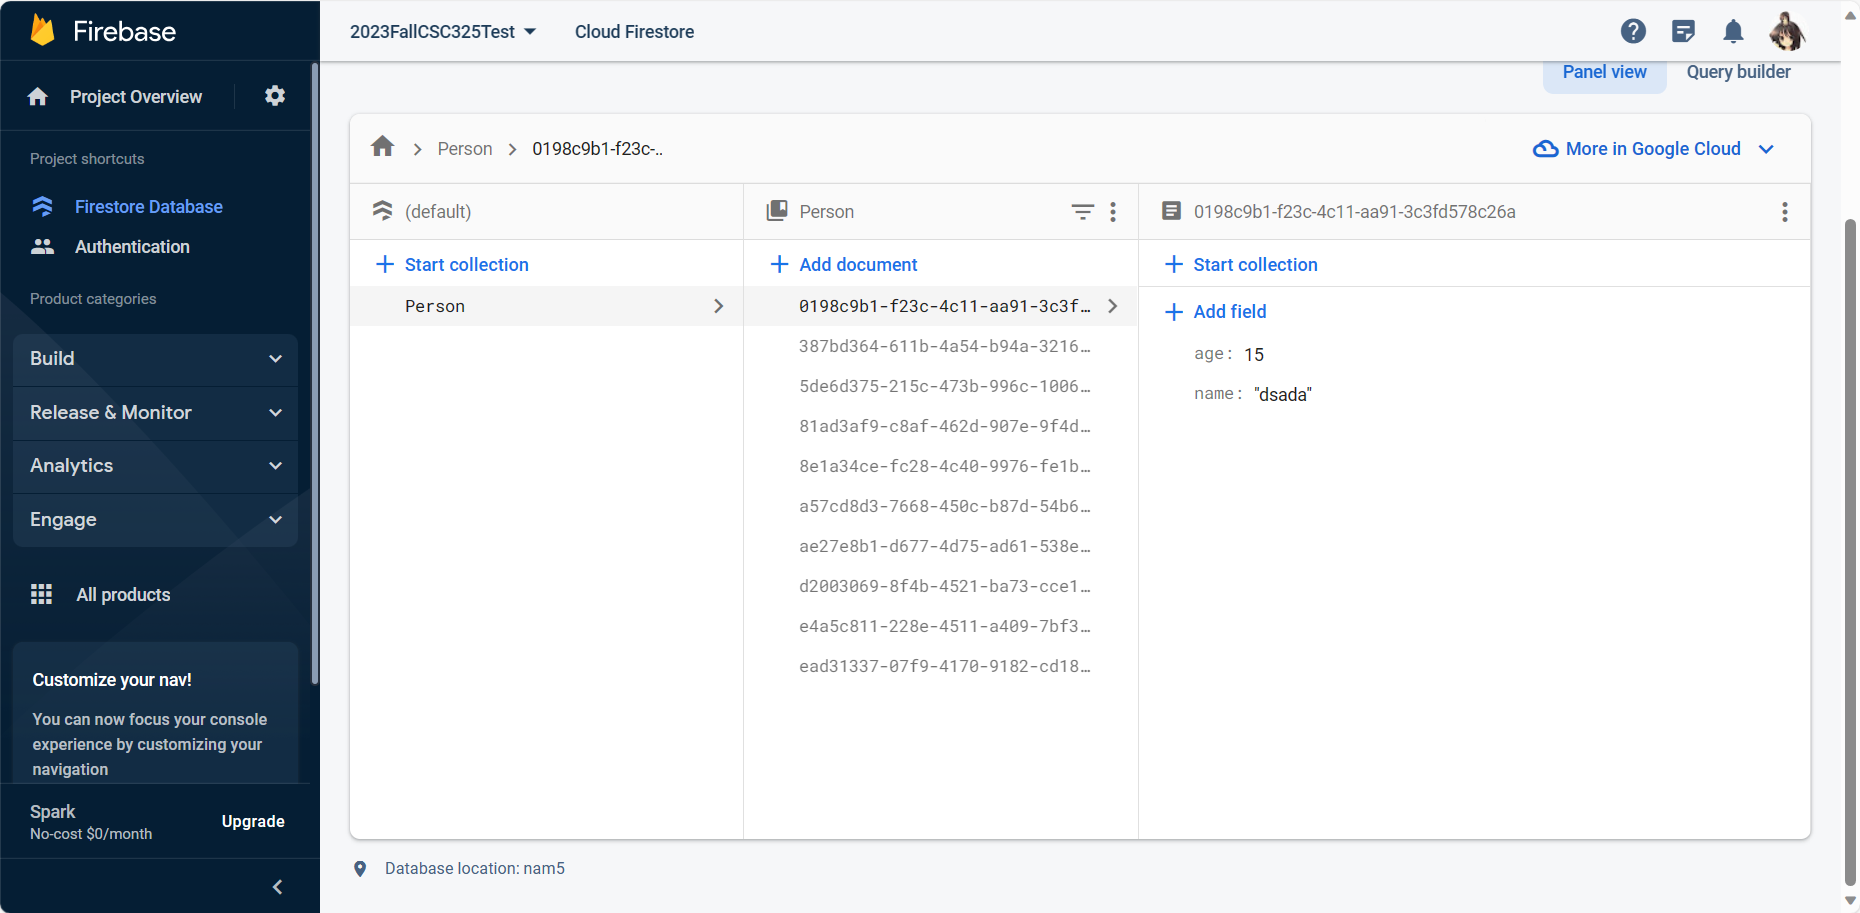 Firebase
2023FallCSC325Test
Cloud Firestore
Project Overview
Project shortcuts
Firestore Database
Authentication
Product categories
Build
Release & Monitor
Analytics
Engage
All products
Customize your nav!
You can now focus your console
experience by customizing your
navigation
Spark
No-cost $0/month
Upgrade
Panel view
Query builder
Person
0198c9b1-f23c-..
More in Google Cloud
(default)
Start collection
Person
Person
Add document
0198c9b1-f23c-4c11-aa91-3c3f…
387bd364-611b-4a54-b94a-3216…
5de6d375-215c-473b-996c-1006…
81ad3af9-c8af-462d-907e-9f4d…
8e1a34ce-fc28-4c40-9976-fe1b…
a57cd8d3-7668-450c-b87d-54b6…
ae27e8b1-d677-4d75-ad61-538e…
d2003069-8f4b-4521-ba73-cce1…
e4a5c811-228e-4511-a409-7bf3…
ead31337-07f9-4170-9182-cd18…
0198c9b1-f23c-4c11-aa91-3c3fd578c26a
Start collection
Add field
age: 15
name: "dsada"
Database location: nam5